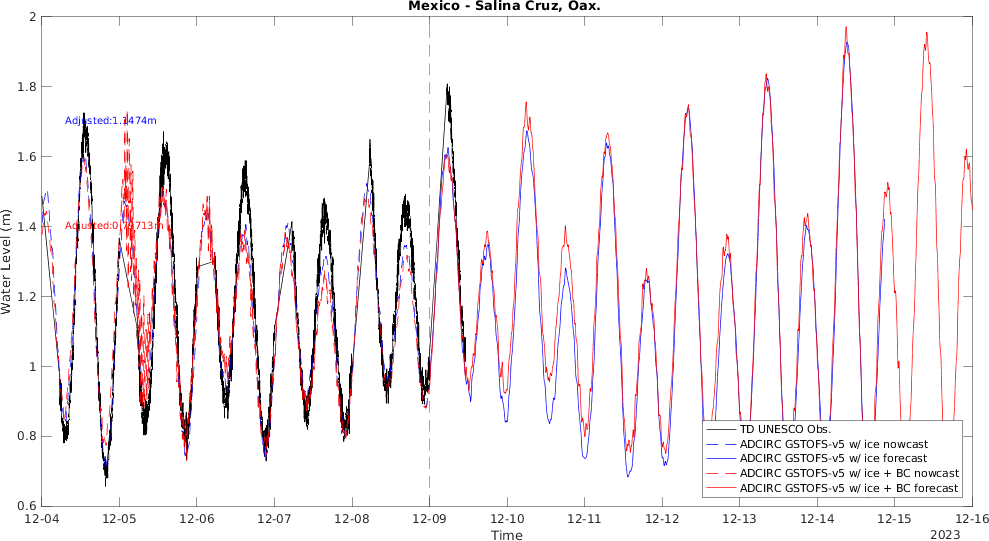 Mexico - Salina Cruz, Oax.
Water Level (m)
2
1.8
1.6
1.4
1.2
1
0.8
0.6
Adjusted:1.1474m
TD UNESCO Obs.
ADCIRC GSTOFS-v5 w/ ice nowcast
ADCIRC GSTOFS-v5 w/ ice forecast
ADCIRC GSTOFS-v5 w/ ice + BC nowcast
ADCIRC GSTOFS-v5 w/ ice + BC forecast
12-04 12-05 12-06 12-07 12-08 12-09 12-10 12-11 12-12 12-13 12-14 12-15 12-16
Time
2023